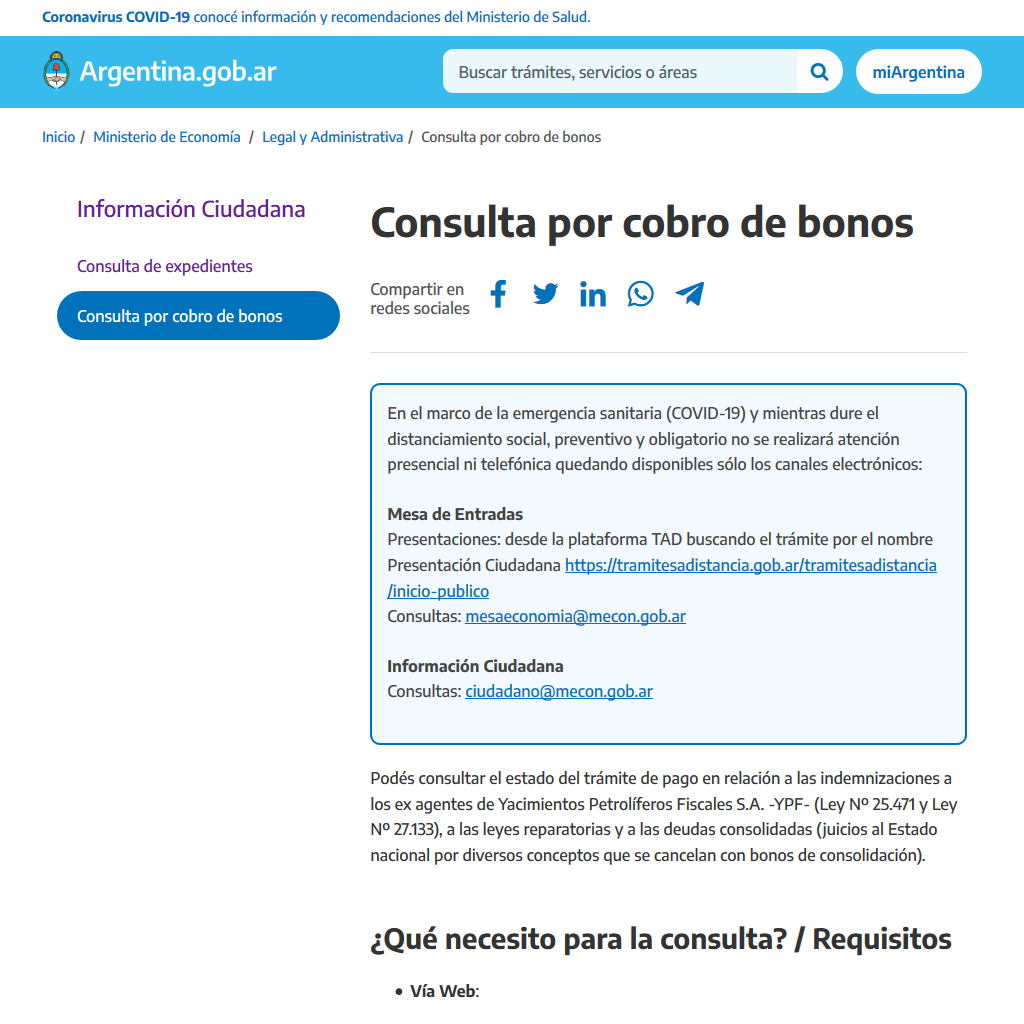 Coronavirus COVID-19 conocé información y recomendaciones del Ministerio de Salud.
Argentina.gob.ar
Buscar trámites, servicios o áreas
miArgentina
Inicio / Ministerio de Economía / Legal y Administrativa / Consulta por cobro de bonos
Información Ciudadana
Consulta de expedientes
Consulta por cobro de bonos
Consulta por cobro de bonos
Compartir en
redes sociales
En el marco de la emergencia sanitaria (COVID-19) y mientras dure el
distanciamiento social, preventivo y obligatorio no se realizará atención
presencial ni telefónica quedando disponibles sólo los canales electrónicos:
Mesa de Entradas
Presentaciones: desde la plataforma TAD buscando el trámite por el nombre
Presentación Ciudadana https://tramitesadistancia.gob.ar/tramitesadistancia
/inicio-publico
Consultas: mesaeconomia@mecon.gob.ar
Información Ciudadana
Consultas: ciudadano@mecon.gob.ar
Podés consultar el estado del trámite de pago en relación a las indemnizaciones a
los ex agentes de Yacimientos Petrolíferos Fiscales S.A. -YPF- (Ley Nº 25.471 y Ley
Nº 27.133), a las leyes reparatorias y a las deudas consolidadas (juicios al Estado
nacional por diversos conceptos que se cancelan con bonos de consolidación).
¿Qué necesito para la consulta? / Requisitos
• Vía Web: